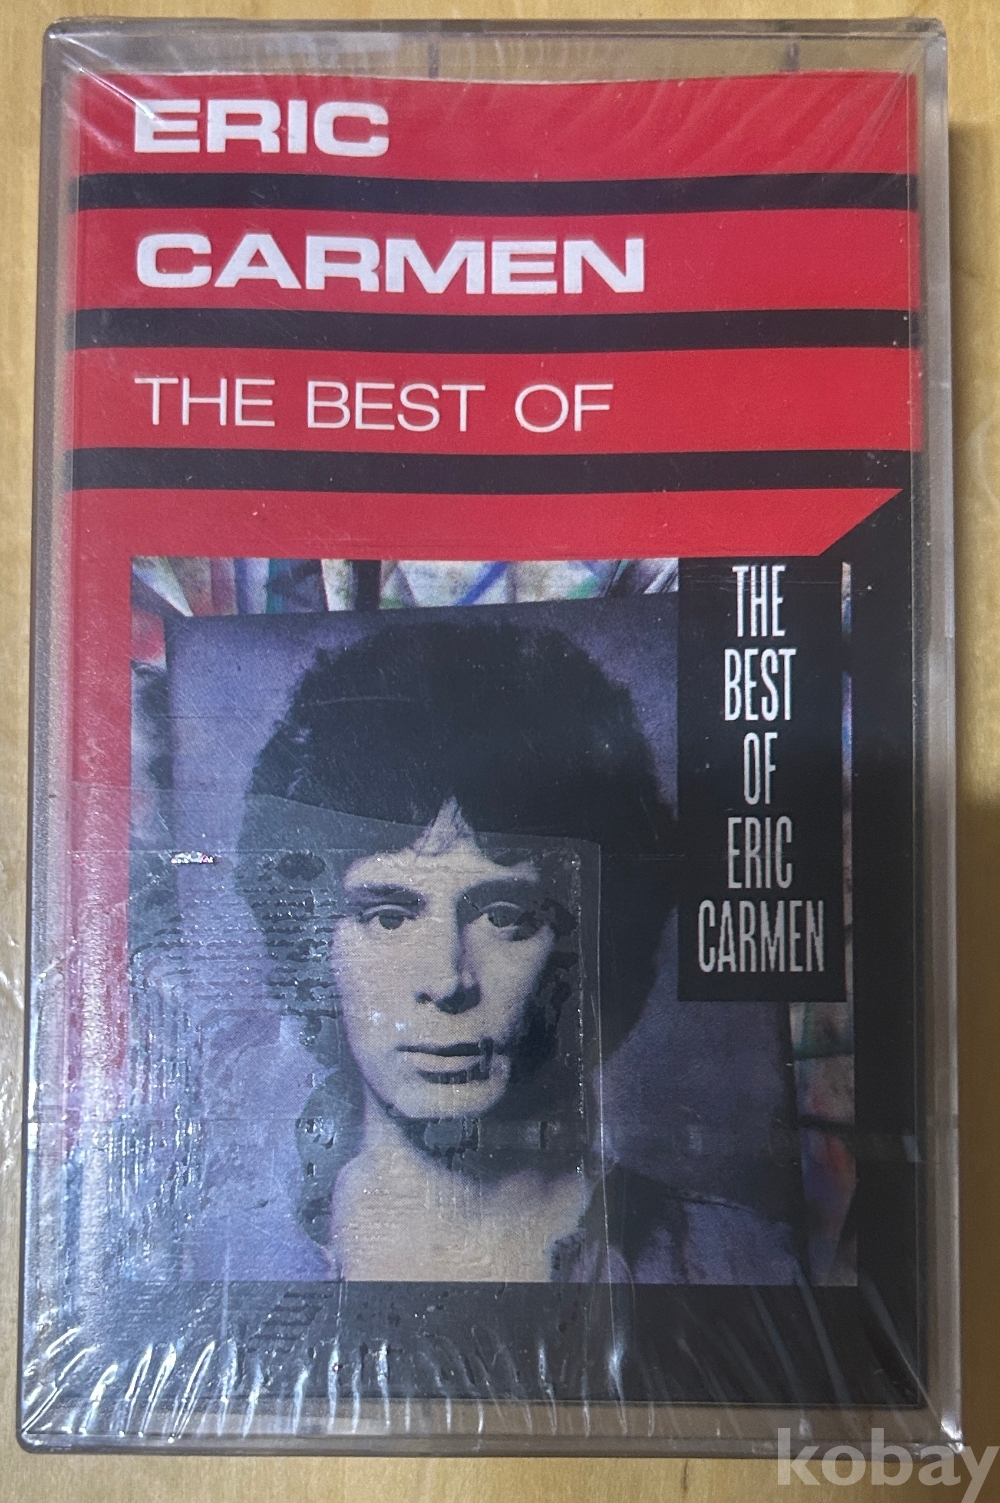 ERIC
CARMEN
THE BEST OF
THE
BEST
OF
ERIC
CARMEN
kobay